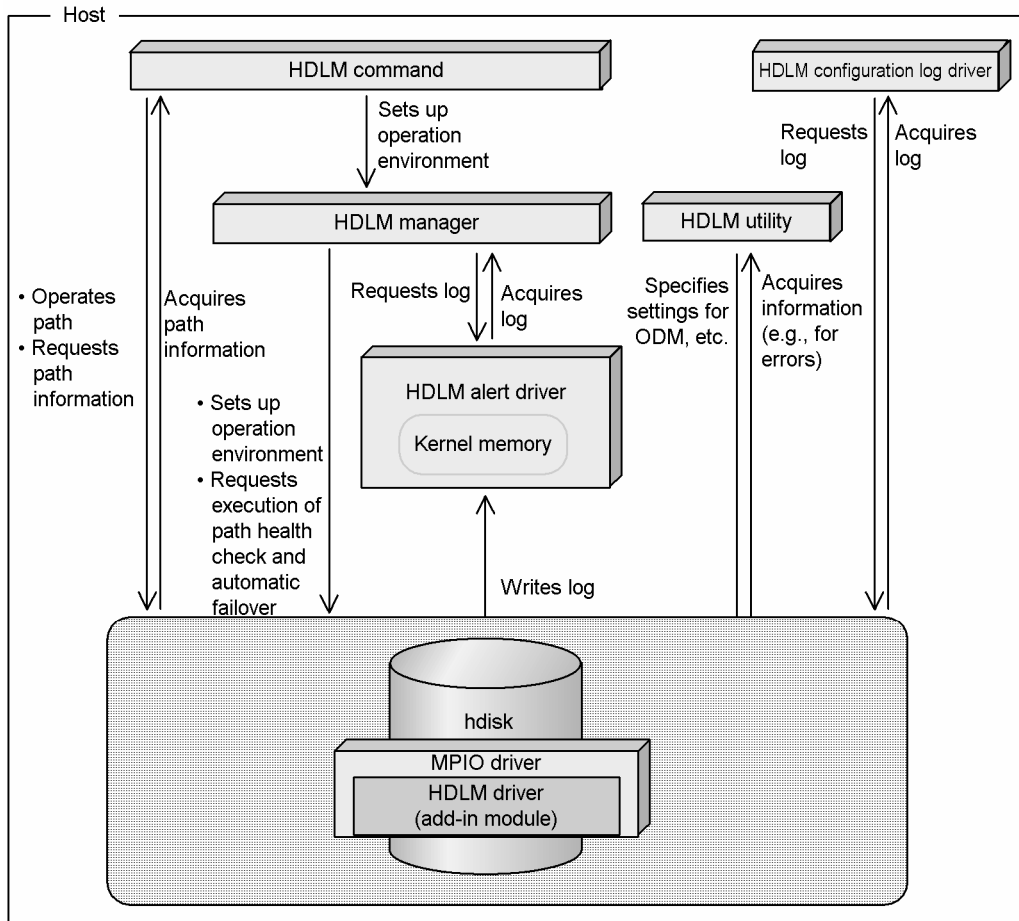 Host
HDLM command
HDLM configuration log driver
Sets up
operation
environment
Requests
log
Acquires
log
HDLM manager
HDLM utility
• Operates
path
• Requests
path
information
Acquires
path
information
Requests log
Acquires
log
Specifies
settings for
ODM, etc.
Acquires
information
(e.g., for
errors)
HDLM alert driver
Kernel memory
• Sets up
operation
environment
• Requests
execution of
path health
check and
automatic
failover
Writes log
hdisk
MPIO driver
HDLM driver
(add-in module)